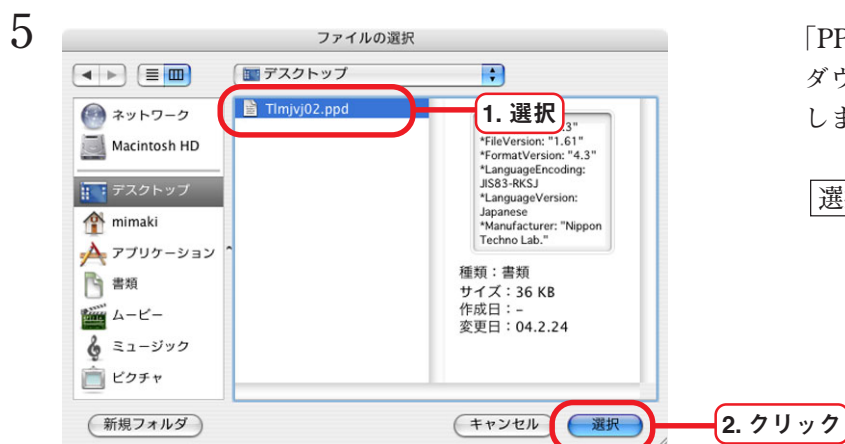 5
ファイルの選択
デスクトップ
ネットワーク
Macintosh HD
デスクトップ
mimaki
アプリケーション
書類
ムービー
ミュージック
ピクチャ
Tlmjvj02.ppd
1. 選択
.3"
*FileVersion: "1.61"
*FormatVersion: "4.3"
*LanguageEncoding:
JIS83-RKSJ
*LanguageVersion:
Japanese
*Manufacturer: "Nippon
Techno Lab."
種類：書類
サイズ：36 KB
作成日：–
変更日：04.2.24
新規フォルダ
キャンセル
選択
2. クリック
「PP
ダウ
しま
選